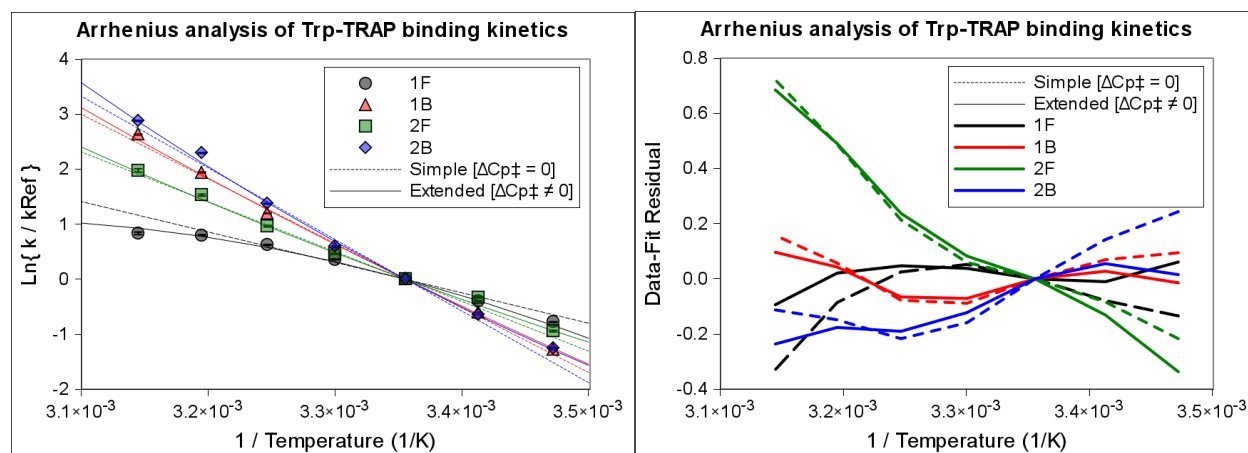 Arrhenius analysis of Trp-TRAP binding kinetics
4
3
2
1
0
-1
-2
Ln{ k / kRef }
1F
1B
2F
2B
Simple [ΔCp‡ = 0]
Extended [ΔCp‡ ≠ 0]
3.1×10⁻³
3.2×10⁻³
3.3×10⁻³
3.4×10⁻³
3.5×10⁻³
1 / Temperature (1/K)
Arrhenius analysis of Trp-TRAP binding kinetics
0.8
0.6
0.4
0.2
0.0
-0.2
-0.4
Data-Fit Residual
Simple [ΔCp‡ = 0]
Extended [ΔCp‡ ≠ 0]
1F
1B
2F
2B
3.1×10⁻³
3.2×10⁻³
3.3×10⁻³
3.4×10⁻³
3.5×10⁻³
1 / Temperature (1/K)